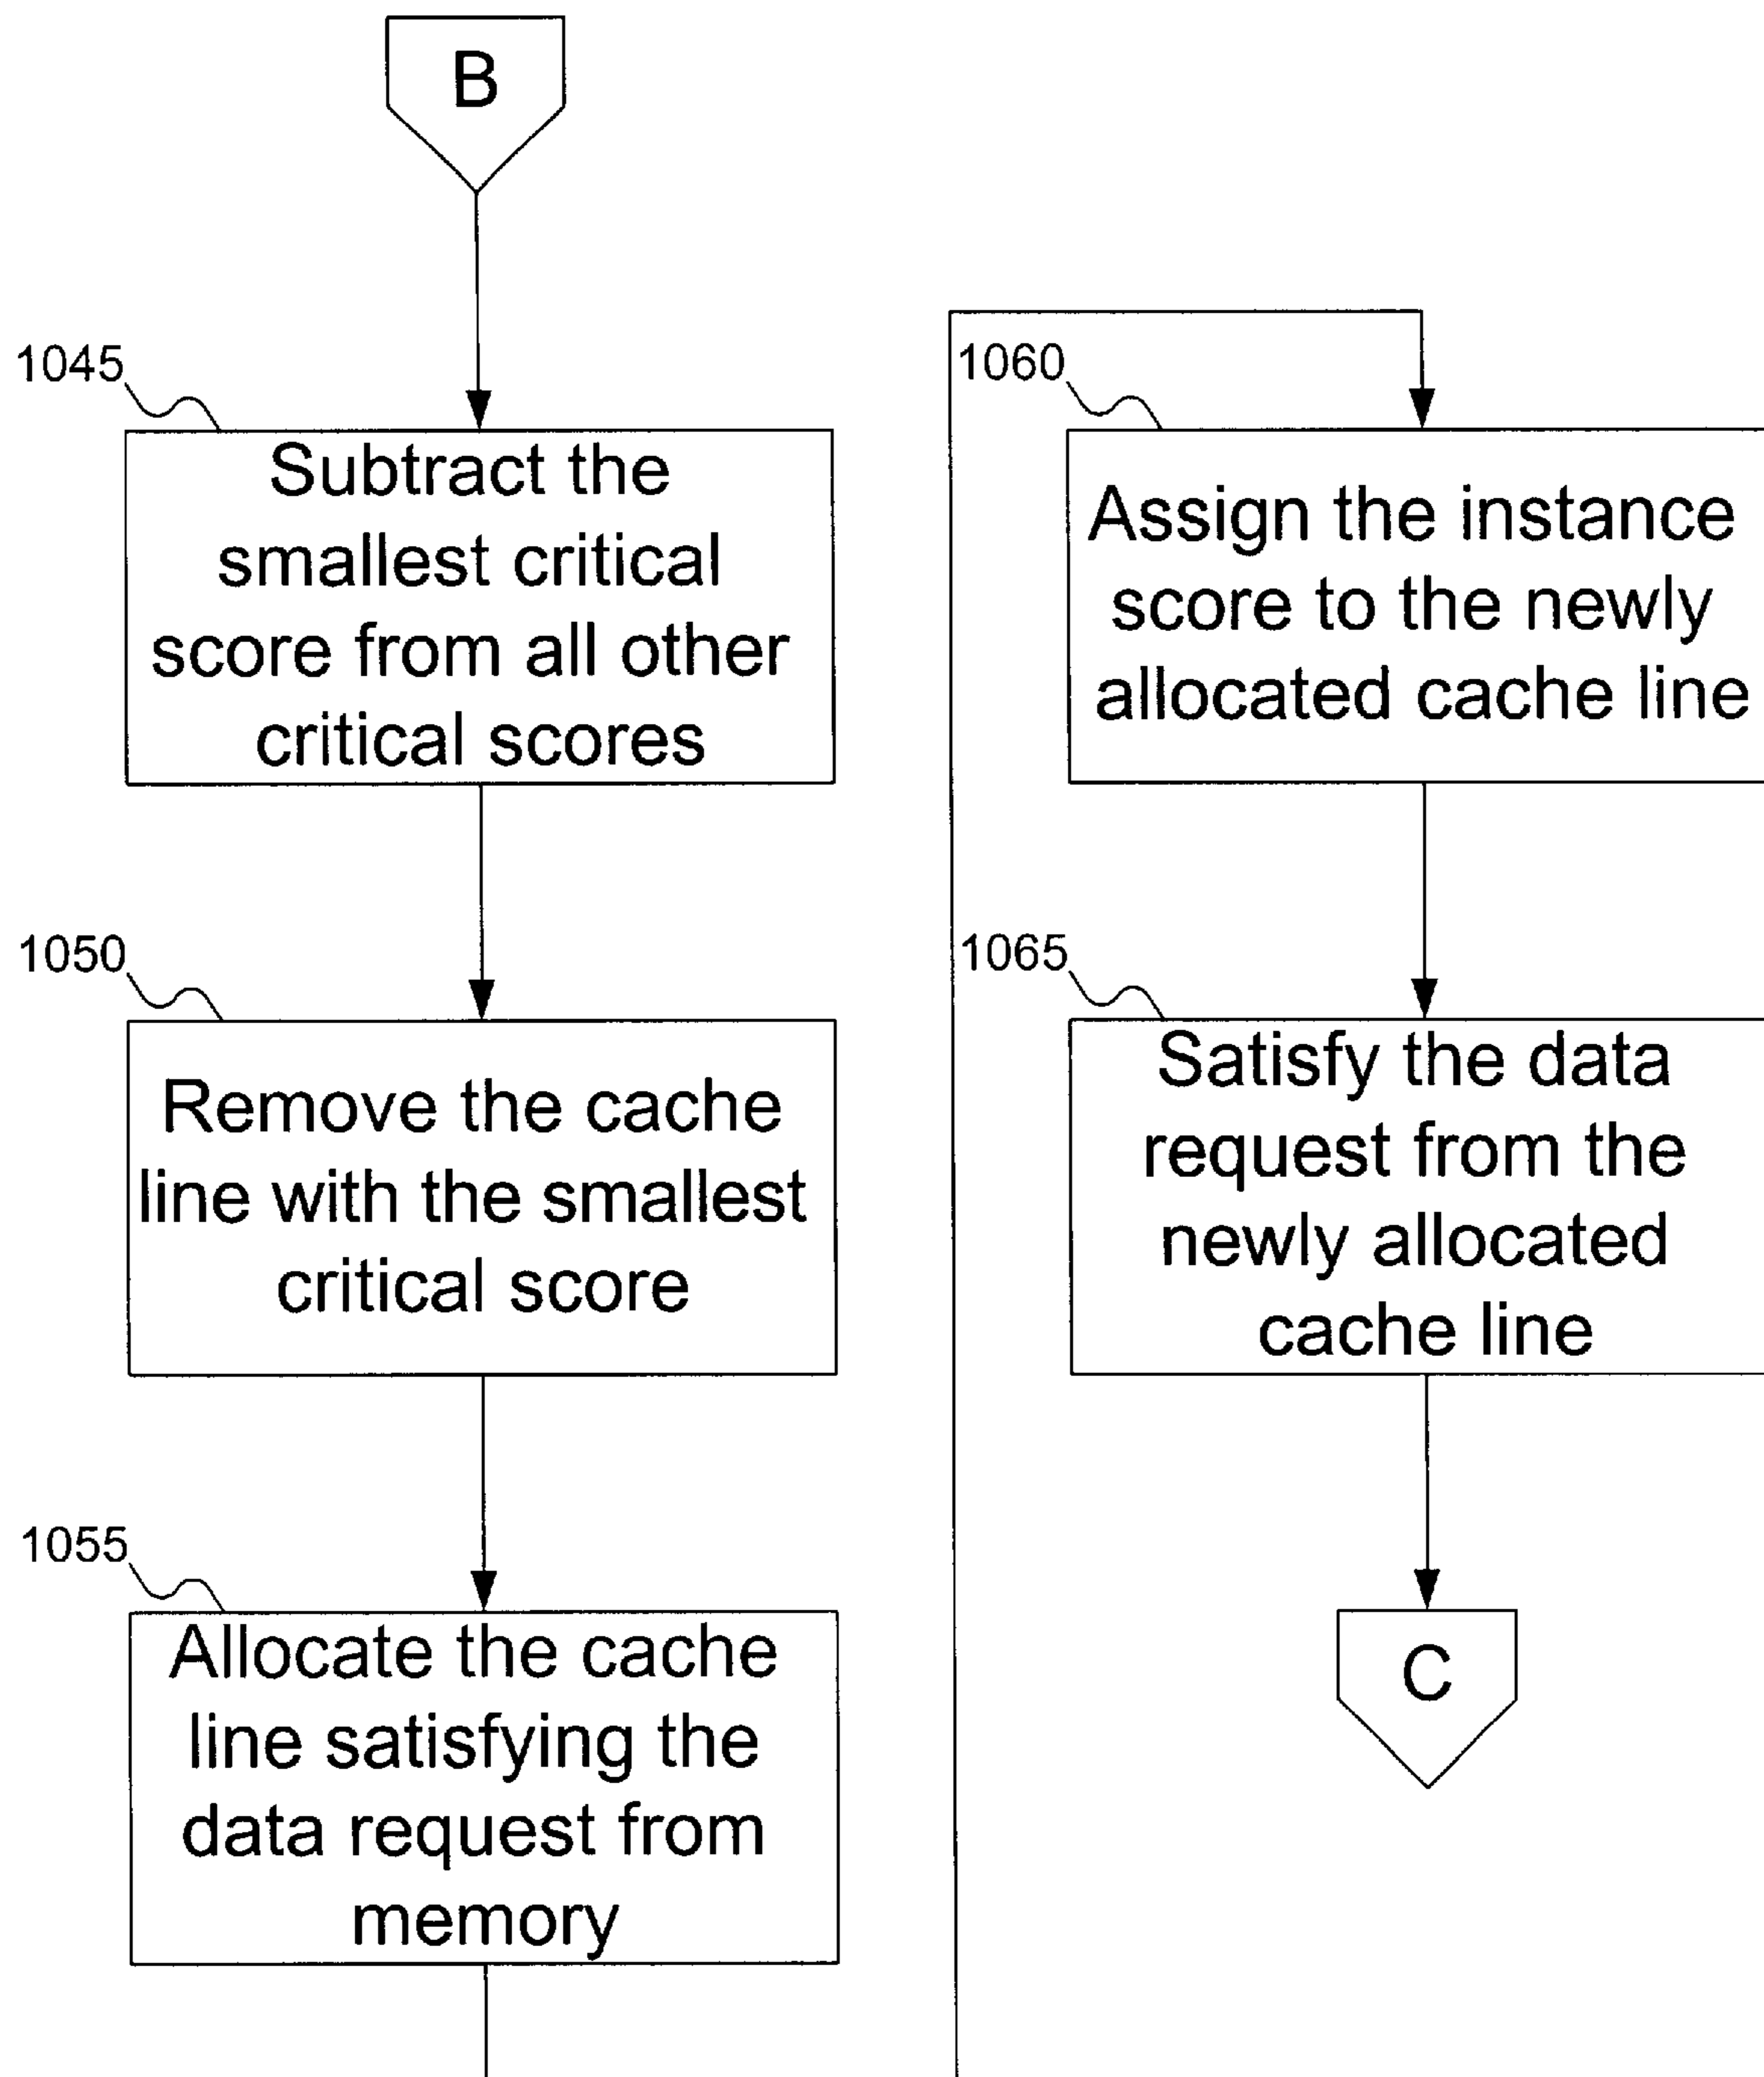 B
1045
Subtract the
smallest critical
score from all other
critical scores
1050
Remove the cache
line with the smallest
critical score
1055
Allocate the cache
line satisfying the
data request from
memory
1060
Assign the instance
score to the newly
allocated cache line
1065
Satisfy the data
request from the
newly allocated
cache line
C